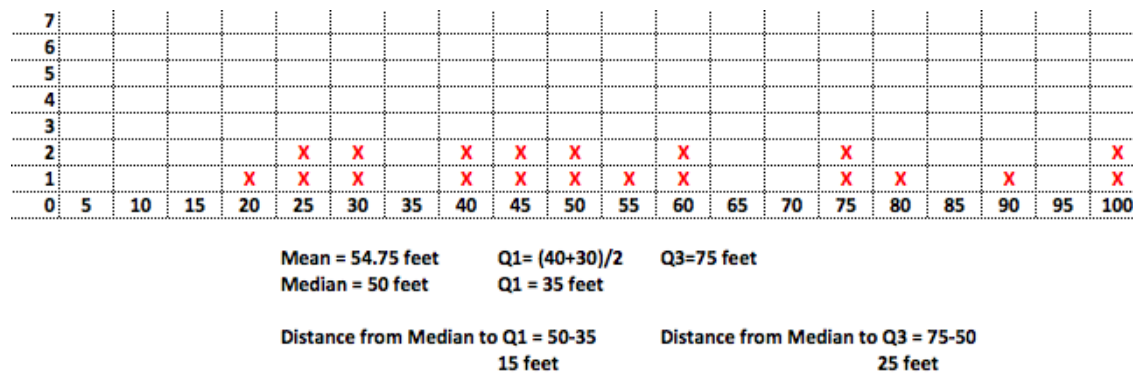 7
6
5
4
3
2 X X X X X X X X
1 X X X X X X X X X X X X
0 5 10 15 20 25 30 35 40 45 50 55 60 65 70 75 80 85 90 95 100
Mean = 54.75 feet Q1= (40+30)/2 Q3=75 feet
Median = 50 feet Q1 = 35 feet
Distance from Median to Q1 = 50-35 Distance from Median to Q3 = 75-50
15 feet 25 feet